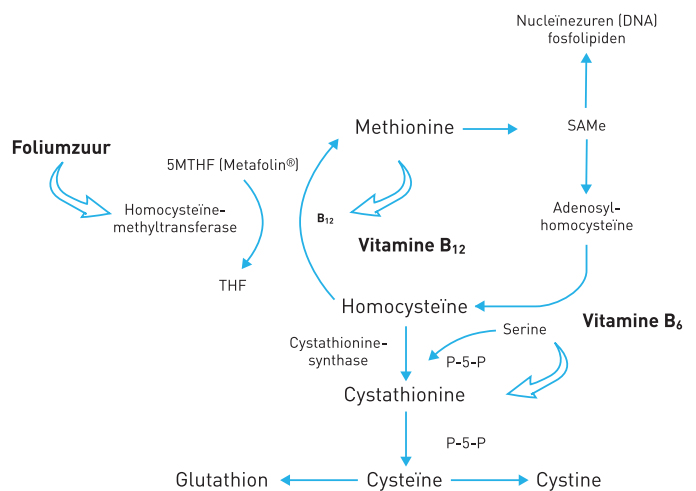 Nucleïnezuren (DNA)
fosfolipiden
Methionine
SAMe
Foliumzuur
5MTHF (Metafolin®)
Homocysteïne-
methyltransferase
B₁₂
Adenosyl-
homocysteïne
Vitamine B₁₂
THF
Homocysteïne
Vitamine B₆
Serine
Cystathionine-
synthase
P-5-P
Cystathionine
P-5-P
Glutathion
Cysteïne
Cystine